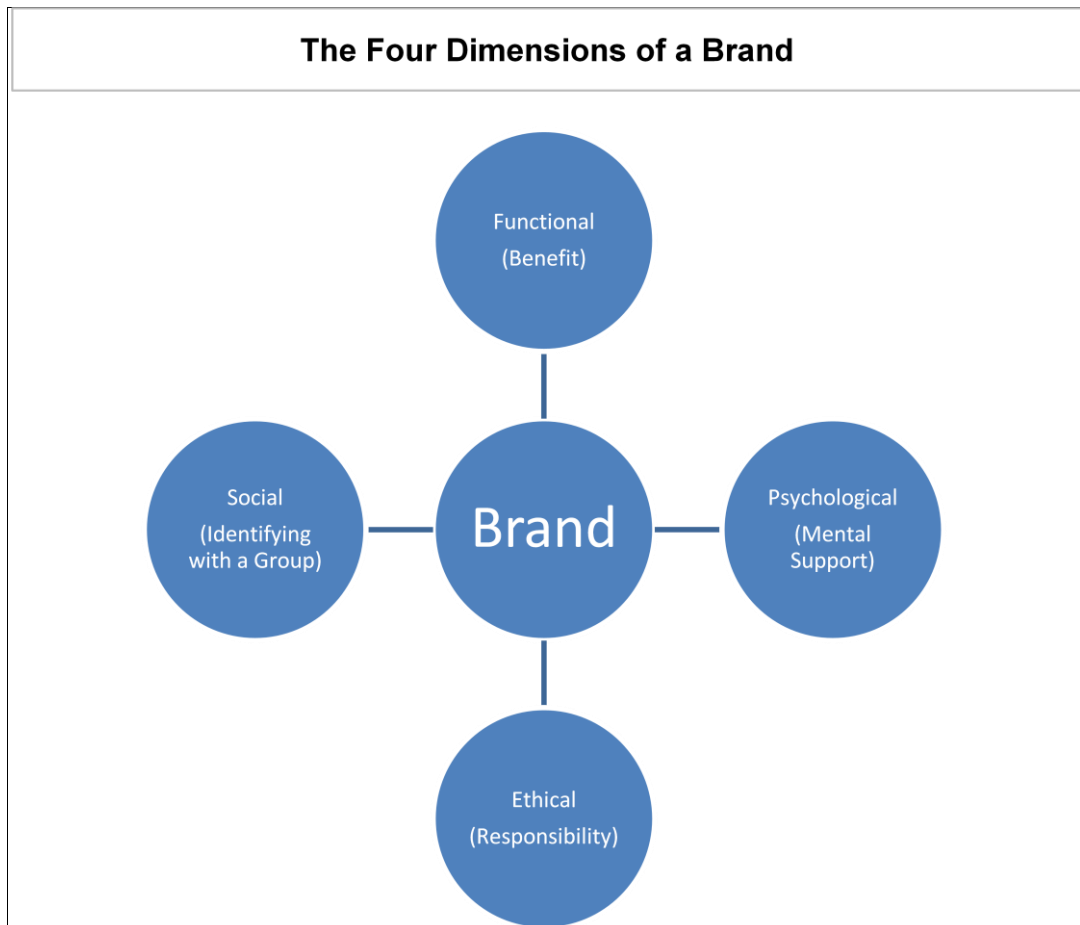 The Four Dimensions of a Brand
Functional
(Benefit)
Social
(Identifying
with a Group)
Brand
Psychological
(Mental
Support)
Ethical
(Responsibility)